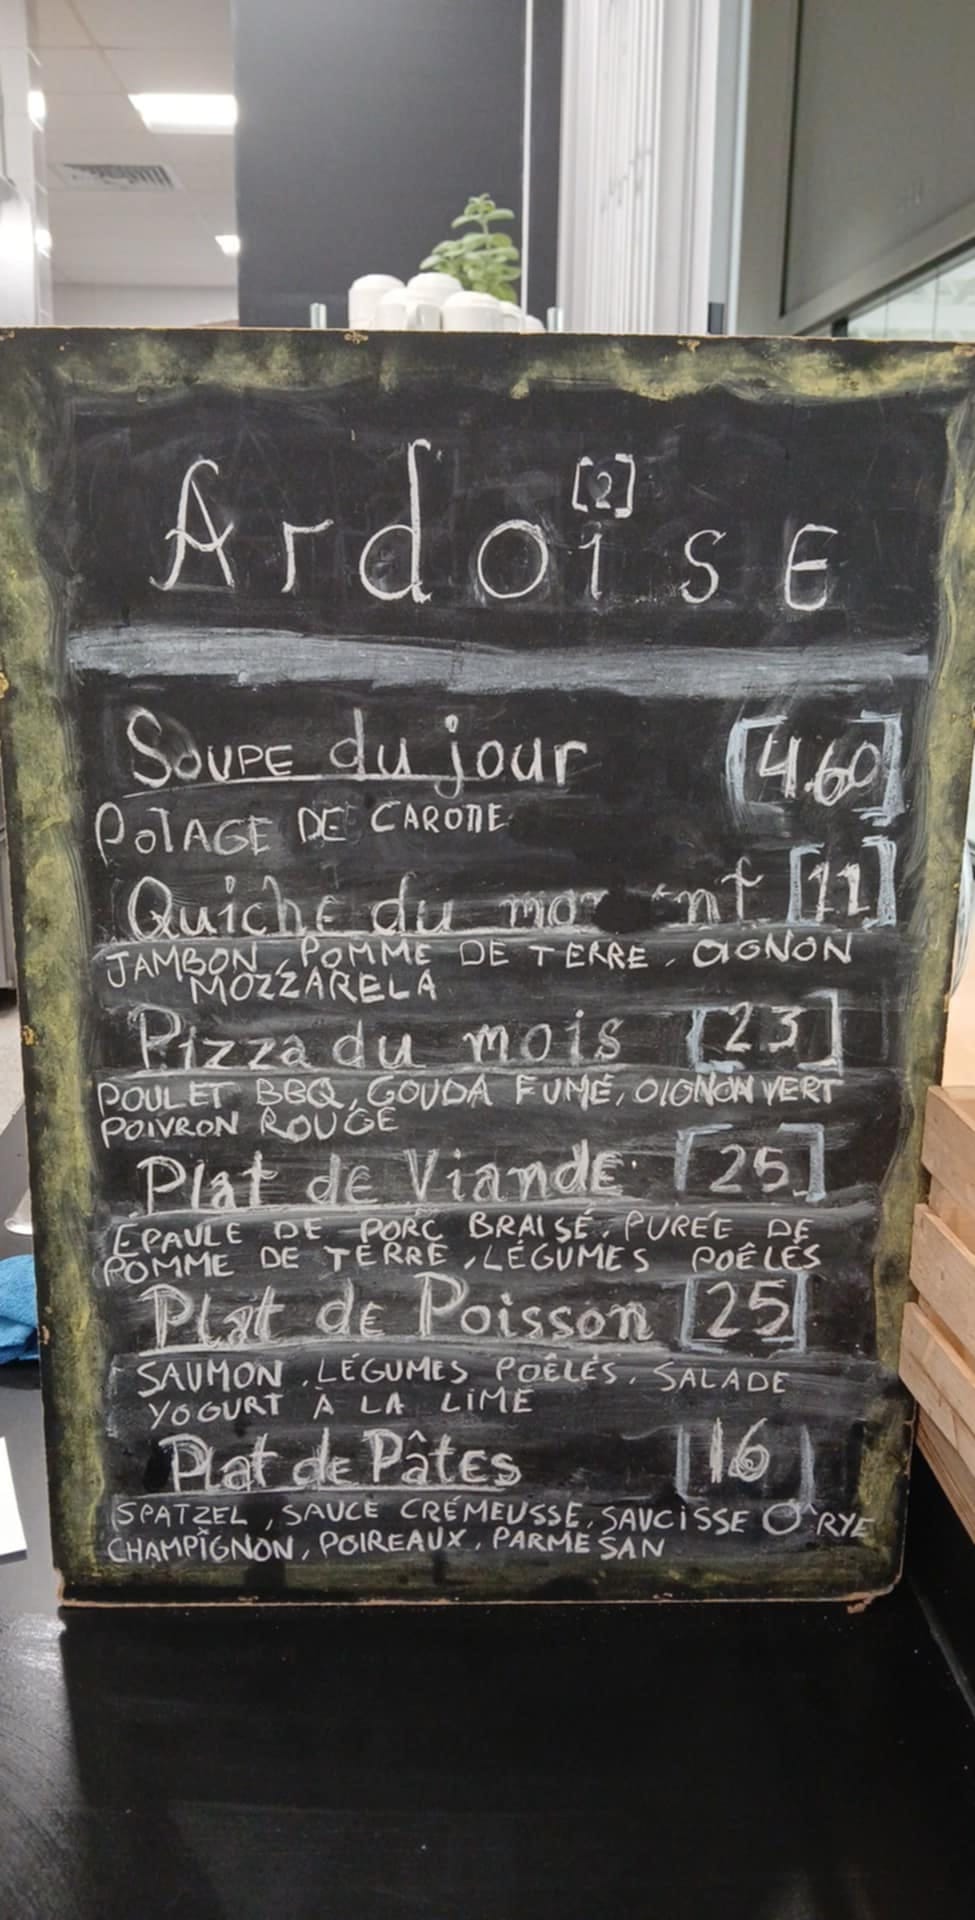 [2]
ArdoisE
SOUPE du jour [4.60]
POTAGE DE CAROTTE
QuichE du [11]
JAMBON, POMME DE TERRE, OIGNON
MOZZARELA
Pizza du mois [23]
POULET BBQ, GOUDA FUMÉ, OIGNON VERT
POIVRON ROUGE
Plat dE ViandE [25]
ÉPAULE DE PORC BRAISÉ, PURÉE DE
POMME DE TERRE, LÉGUMES POÊLÉS
Plat dE Poisson [25]
SAUMON, LÉGUMES POÊLÉS, SALADE
YOGURT À LA LIME
Plat dE PâtEs [16]
SPATZEL, SAUCE CRÉMEUSSE, SAUCISSE
CHAMPIGNON, POIREAUX, PARMESAN